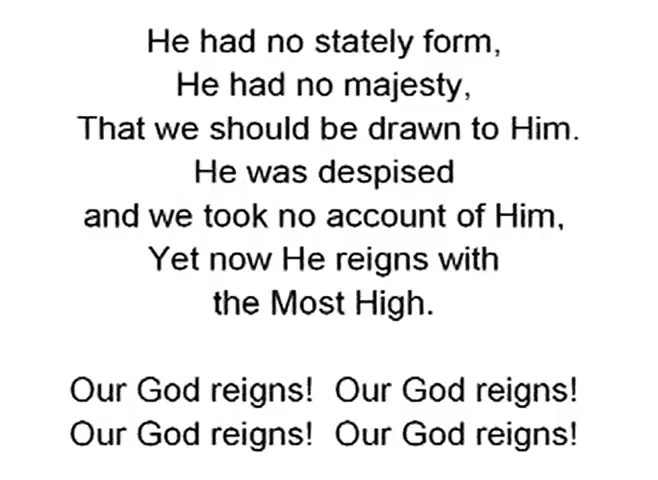 He had no stately form,
He had no majesty,
That we should be drawn to Him.
He was despised
and we took no account of Him,
Yet now He reigns with
the Most High.
Our God reigns!  Our God reigns!
Our God reigns!  Our God reigns!